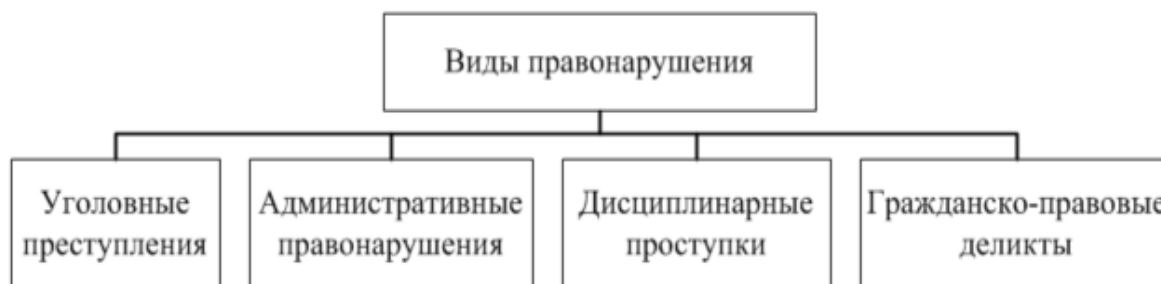 Виды правонарушения
Уголовные
преступления
Административные
правонарушения
Дисциплинарные
проступки
Гражданско-правовые
деликты